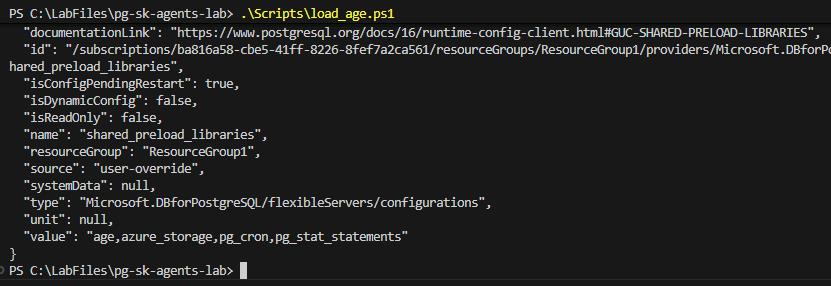 PS C:\LabFiles\pg-sk-agents-lab> .\Scripts\load_age.ps1
"documentationLink": "https://www.postgresql.org/docs/16/runtime-config-client.html#GUC-SHARED-PRELOAD-LIBRARIES",
"id": "/subscriptions/ba816a58-cbe5-41ff-8226-8fef7a2ca561/resourceGroups/ResourceGroup1/providers/Microsoft.DBforPostgreSQL/flexibleServers/
hared_preload_libraries",
"isConfigPendingRestart": true,
"isDynamicConfig": false,
"isReadOnly": false,
"name": "shared_preload_libraries",
"resourceGroup": "ResourceGroup1",
"source": "user-override",
"systemData": null,
"type": "Microsoft.DBforPostgreSQL/flexibleServers/configurations",
"unit": null,
"value": "age,azure_storage,pg_cron,pg_stat_statements"
}
PS C:\LabFiles\pg-sk-agents-lab>